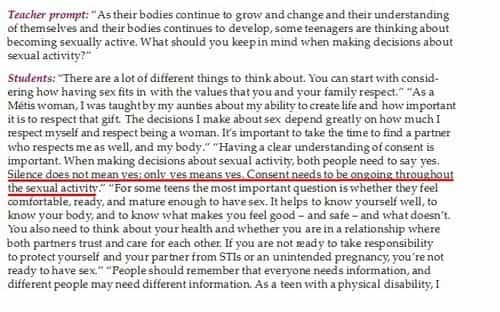 Teacher prompt: “As their bodies continue to grow and change and their understanding
of themselves and their bodies continues to develop, some teenagers are thinking about
becoming sexually active. What should you keep in mind when making decisions about
sexual activity?”
Students: “There are a lot of different things to think about. You can start with consid-
ering how having sex fits in with the values that you and your family respect.” “As a
Métis woman, I was taught by my aunties about my ability to create life and how important
it is to respect that gift. The decisions I make about sex depend greatly on how much I
respect myself and respect being a woman. It’s important to take the time to find a partner
who respects me as well, and my body.” “Having a clear understanding of consent is
important. When making decisions about sexual activity, both people need to say yes.
Silence does not mean yes; only yes means yes. Consent needs to be ongoing throughout
the sexual activity.” “For some teens the most important question is whether they feel
comfortable, ready, and mature enough to have sex. It helps to know yourself well, to
know your body, and to know what makes you feel good – and safe – and what doesn’t.
You also need to think about your health and whether you are in a relationship where
both partners trust and care for each other. If you are not ready to take responsibility
to protect yourself and your partner from STIs or an unintended pregnancy, you’re not
ready to have sex.” “People should remember that everyone needs information, and
different people may need different information. As a teen with a physical disability, I